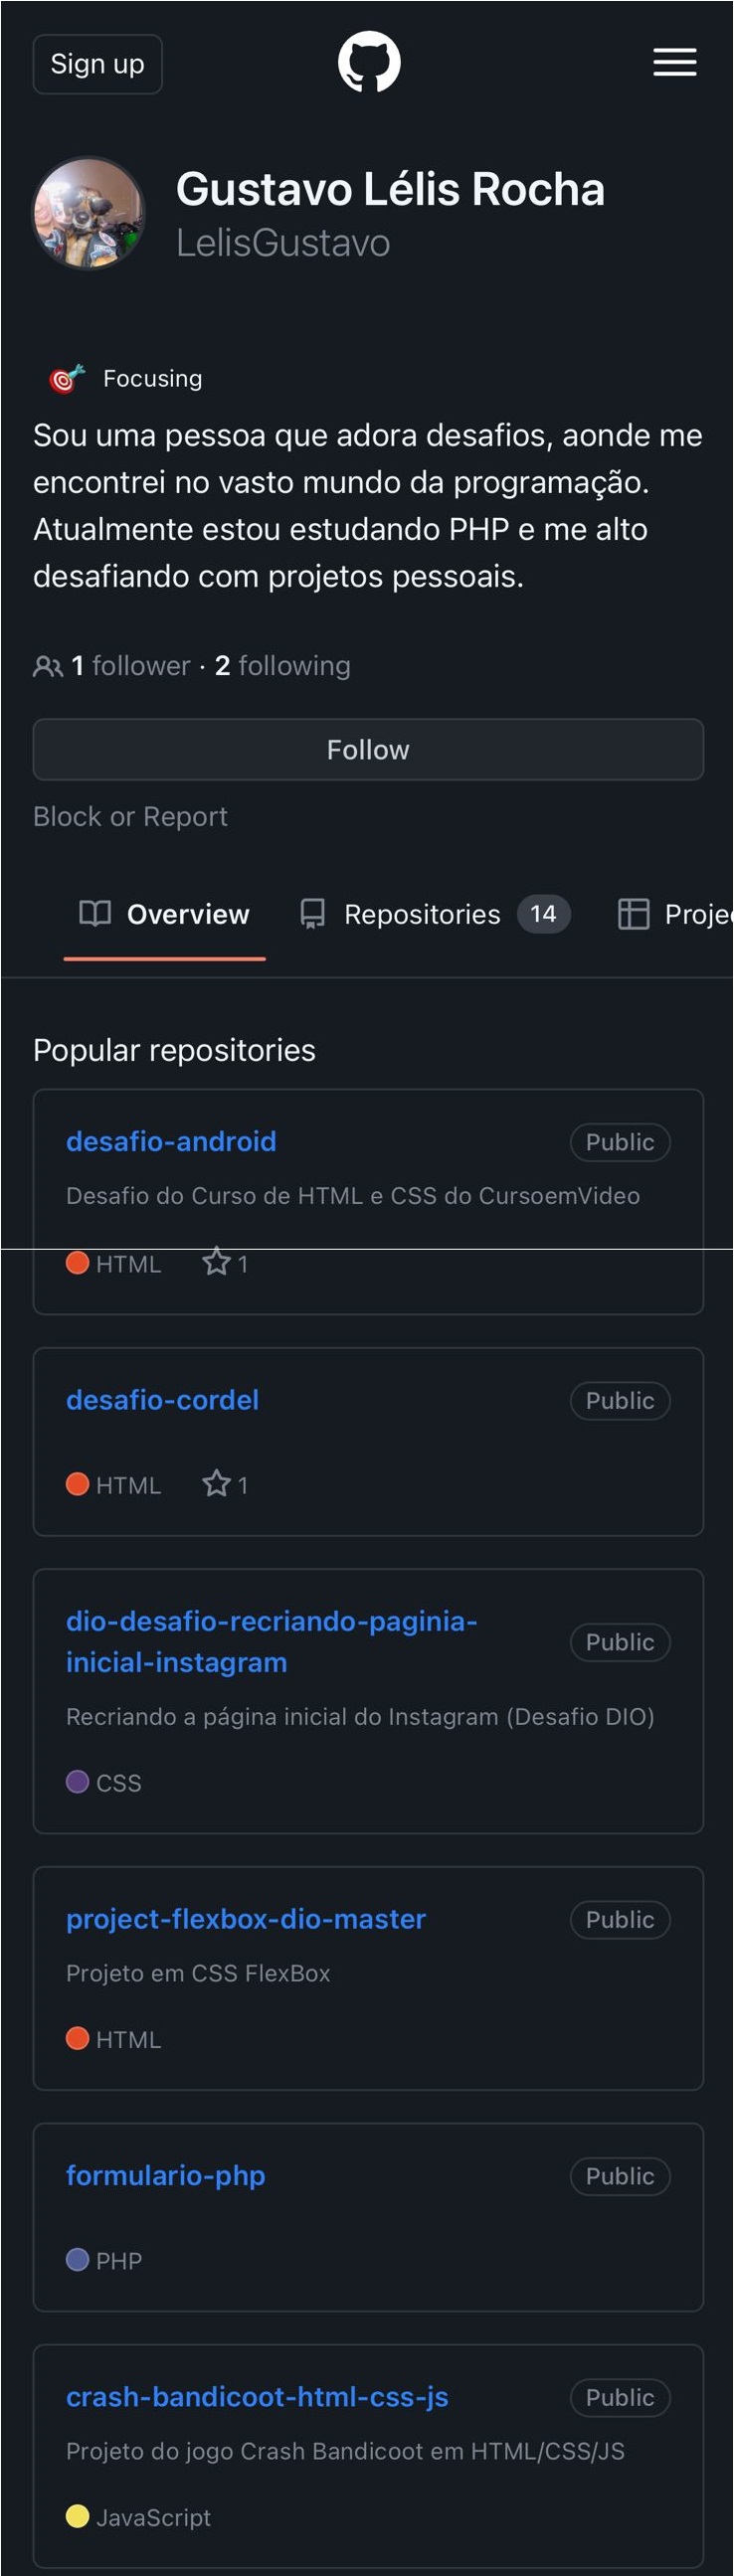 Sign up
Gustavo Lélis Rocha
LelisGustavo
Focusing
Sou uma pessoa que adora desafios, aonde me
encontrei no vasto mundo da programação.
Atualmente estou estudando PHP e me alto
desafiando com projetos pessoais.
1 follower · 2 following
Follow
Block or Report
Overview Repositories 14 Projec
Popular repositories
desafio-android Public
Desafio do Curso de HTML e CSS do CursoemVideo
HTML 1
desafio-cordel Public
HTML 1
dio-desafio-recriando-paginia-
inicial-instagram Public
Recriando a página inicial do Instagram (Desafio DIO)
CSS
project-flexbox-dio-master Public
Projeto em CSS FlexBox
HTML
formulario-php Public
PHP
crash-bandicoot-html-css-js Public
Projeto do jogo Crash Bandicoot em HTML/CSS/JS
JavaScript